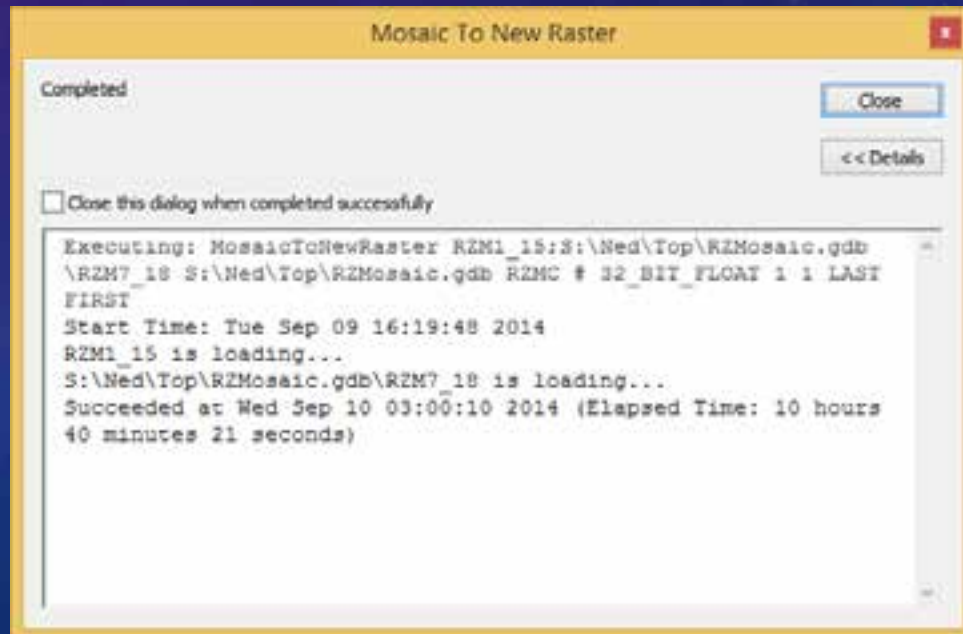 Mosaic To New Raster
x
Completed
Close
<< Details
Close this dialog when completed successfully
Executing: MosaicToNewRaster RZM1_15;S:\Ned\Top\RZMosaic.gdb
\RZM7_18 S:\Ned\Top\RZMosaic.gdb RZMC # 32_BIT_FLOAT 1 1 LAST
FIRST
Start Time: Tue Sep 09 16:19:48 2014
RZM1_15 is loading...
S:\Ned\Top\RZMosaic.gdb\RZM7_18 is loading...
Succeeded at Wed Sep 10 03:00:10 2014 (Elapsed Time: 10 hours
40 minutes 21 seconds)